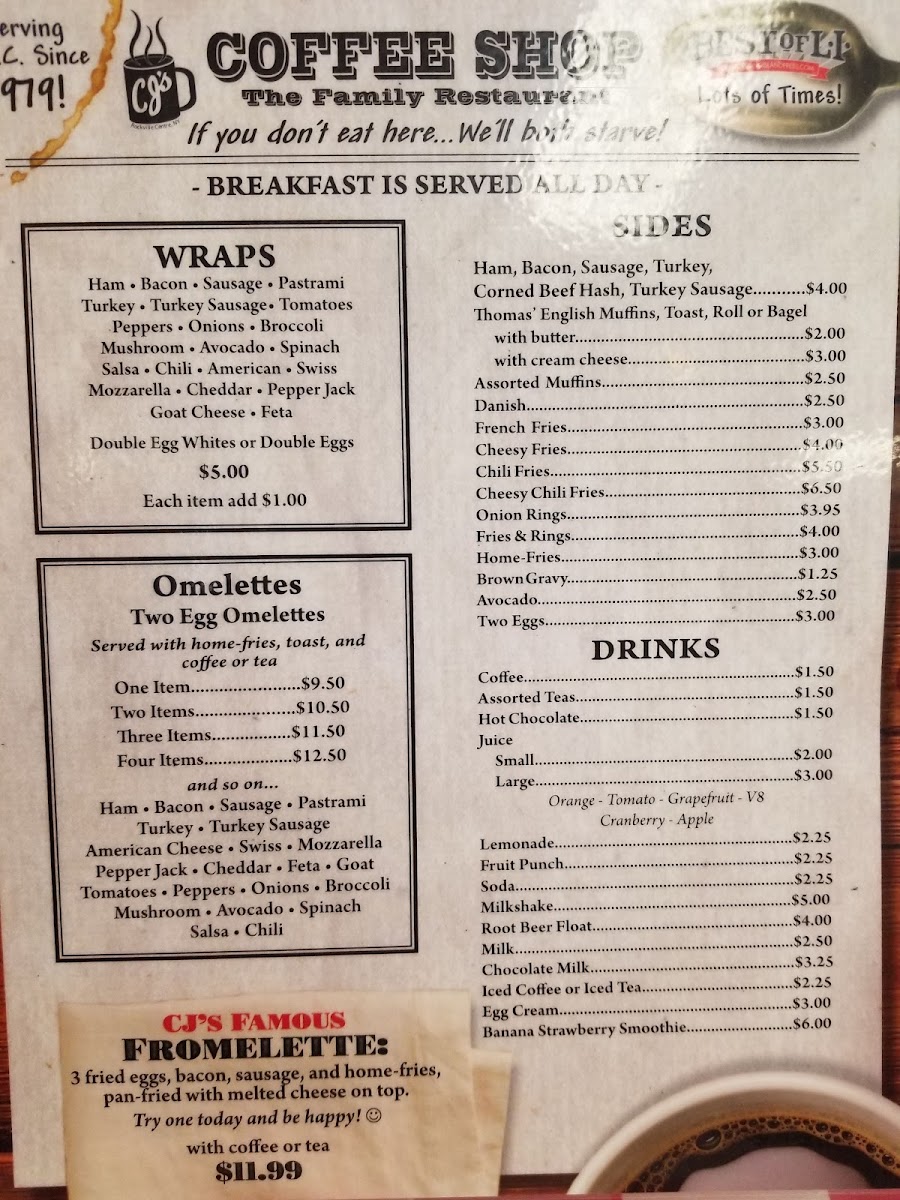 erving
.C. Since
979!
CJ's
Rockville Centre, NY
COFFEE SHOP
The Family Restaurant
If you don't eat here...We'll both starve!
BEST OF L.I.
Lots of Times!
- BREAKFAST IS SERVED ALL DAY -
WRAPS
Ham • Bacon • Sausage • Pastrami
Turkey • Turkey Sausage• Tomatoes
Peppers • Onions • Broccoli
Mushroom • Avocado • Spinach
Salsa • Chili • American • Swiss
Mozzarella • Cheddar • Pepper Jack
Goat Cheese • Feta
Double Egg Whites or Double Eggs
$5.00
Each item add $1.00
Omelettes
Two Egg Omelettes
Served with home-fries, toast, and
coffee or tea
One Item.......................$9.50
Two Items.....................$10.50
Three Items................$11.50
Four Items...................$12.50
and so on...
Ham • Bacon • Sausage • Pastrami
Turkey • Turkey Sausage
American Cheese • Swiss • Mozzarella
Pepper Jack • Cheddar • Feta • Goat
Tomatoes • Peppers • Onions • Broccoli
Mushroom • Avocado • Spinach
Salsa • Chili
CJ'S FAMOUS
FROMELETTE:
3 fried eggs, bacon, sausage, and home-fries,
pan-fried with melted cheese on top.
Try one today and be happy! ☺
with coffee or tea
$11.99
SIDES
Ham, Bacon, Sausage, Turkey,
Corned Beef Hash, Turkey Sausage..........$4.00
Thomas' English Muffins, Toast, Roll or Bagel
with butter..................................................$2.00
with cream cheese.......................................$3.00
Assorted Muffins............................................$2.50
Danish............................................................$2.50
French Fries...................................................$3.00
Cheesy Fries...................................................$4.00
Chili Fries......................................................$5.50
Cheesy Chili Fries...........................................$6.50
Onion Rings...................................................$3.95
Fries & Rings..................................................$4.00
Home-Fries....................................................$3.00
Brown Gravy...................................................$1.25
Avocado.........................................................$2.50
Two Eggs.......................................................$3.00
DRINKS
Coffee............................................................$1.50
Assorted Teas.................................................$1.50
Hot Chocolate................................................$1.50
Juice
Small.........................................................$2.00
Large.........................................................$3.00
Orange - Tomato - Grapefruit - V8
Cranberry - Apple
Lemonade......................................................$2.25
Fruit Punch....................................................$2.25
Soda..............................................................$2.25
Milkshake......................................................$5.00
Root Beer Float..............................................$4.00
Milk...............................................................$2.50
Chocolate Milk..............................................$3.25
Iced Coffee or Iced Tea...................................$2.25
Egg Cream.....................................................$3.00
Banana Strawberry Smoothie.........................$6.00